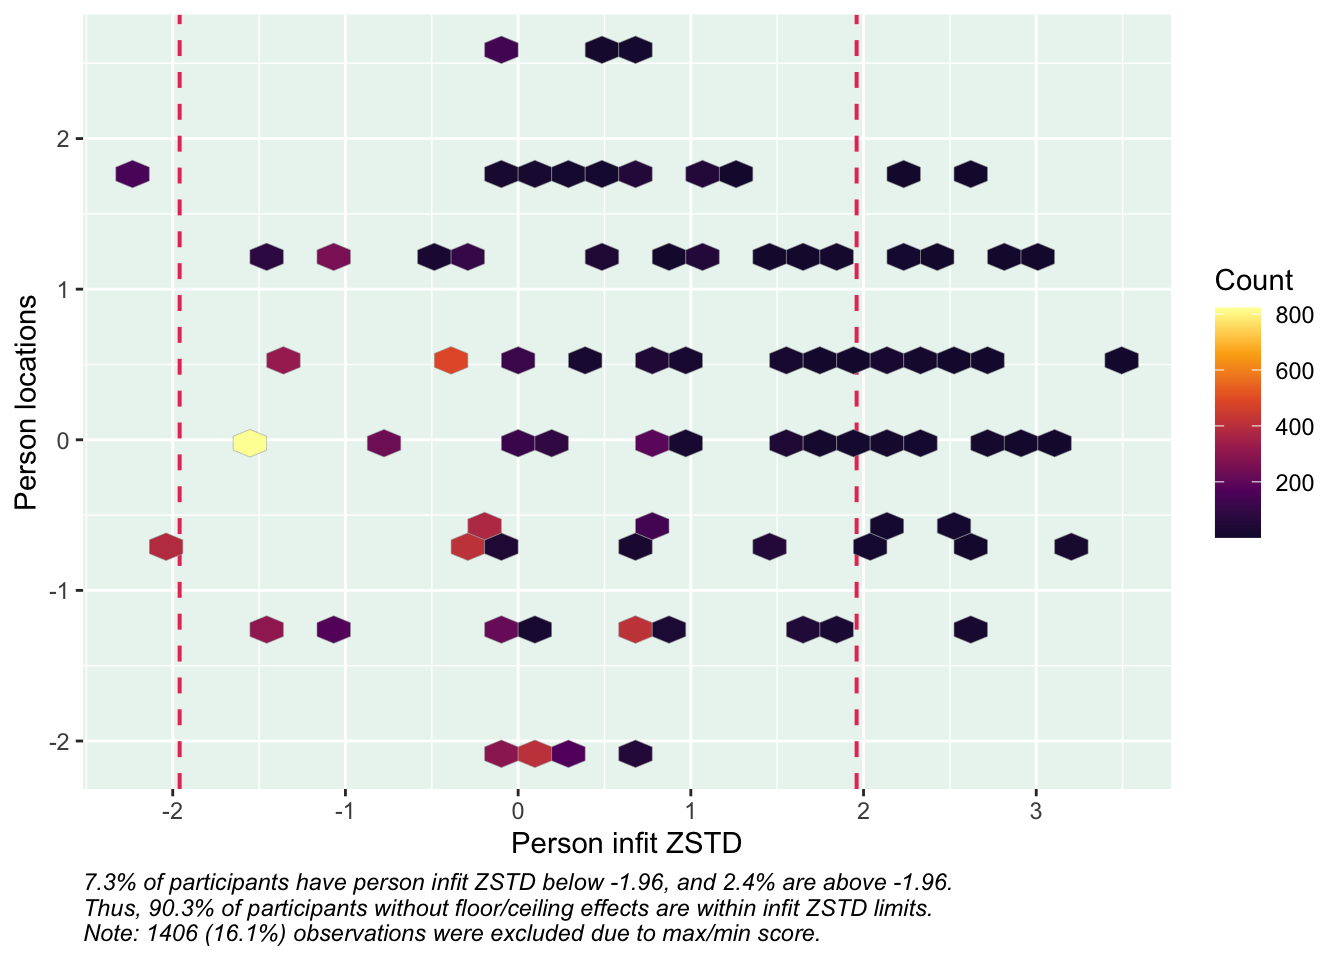 2
1
0
-1
-2
Person locations
-2
-1
0
1
2
3
Person infit ZSTD
Count
800
600
400
200
7.3% of participants have person infit ZSTD below -1.96, and 2.4% are above -1.96.
Thus, 90.3% of participants without floor/ceiling effects are within infit ZSTD limits.
Note: 1406 (16.1%) observations were excluded due to max/min score.